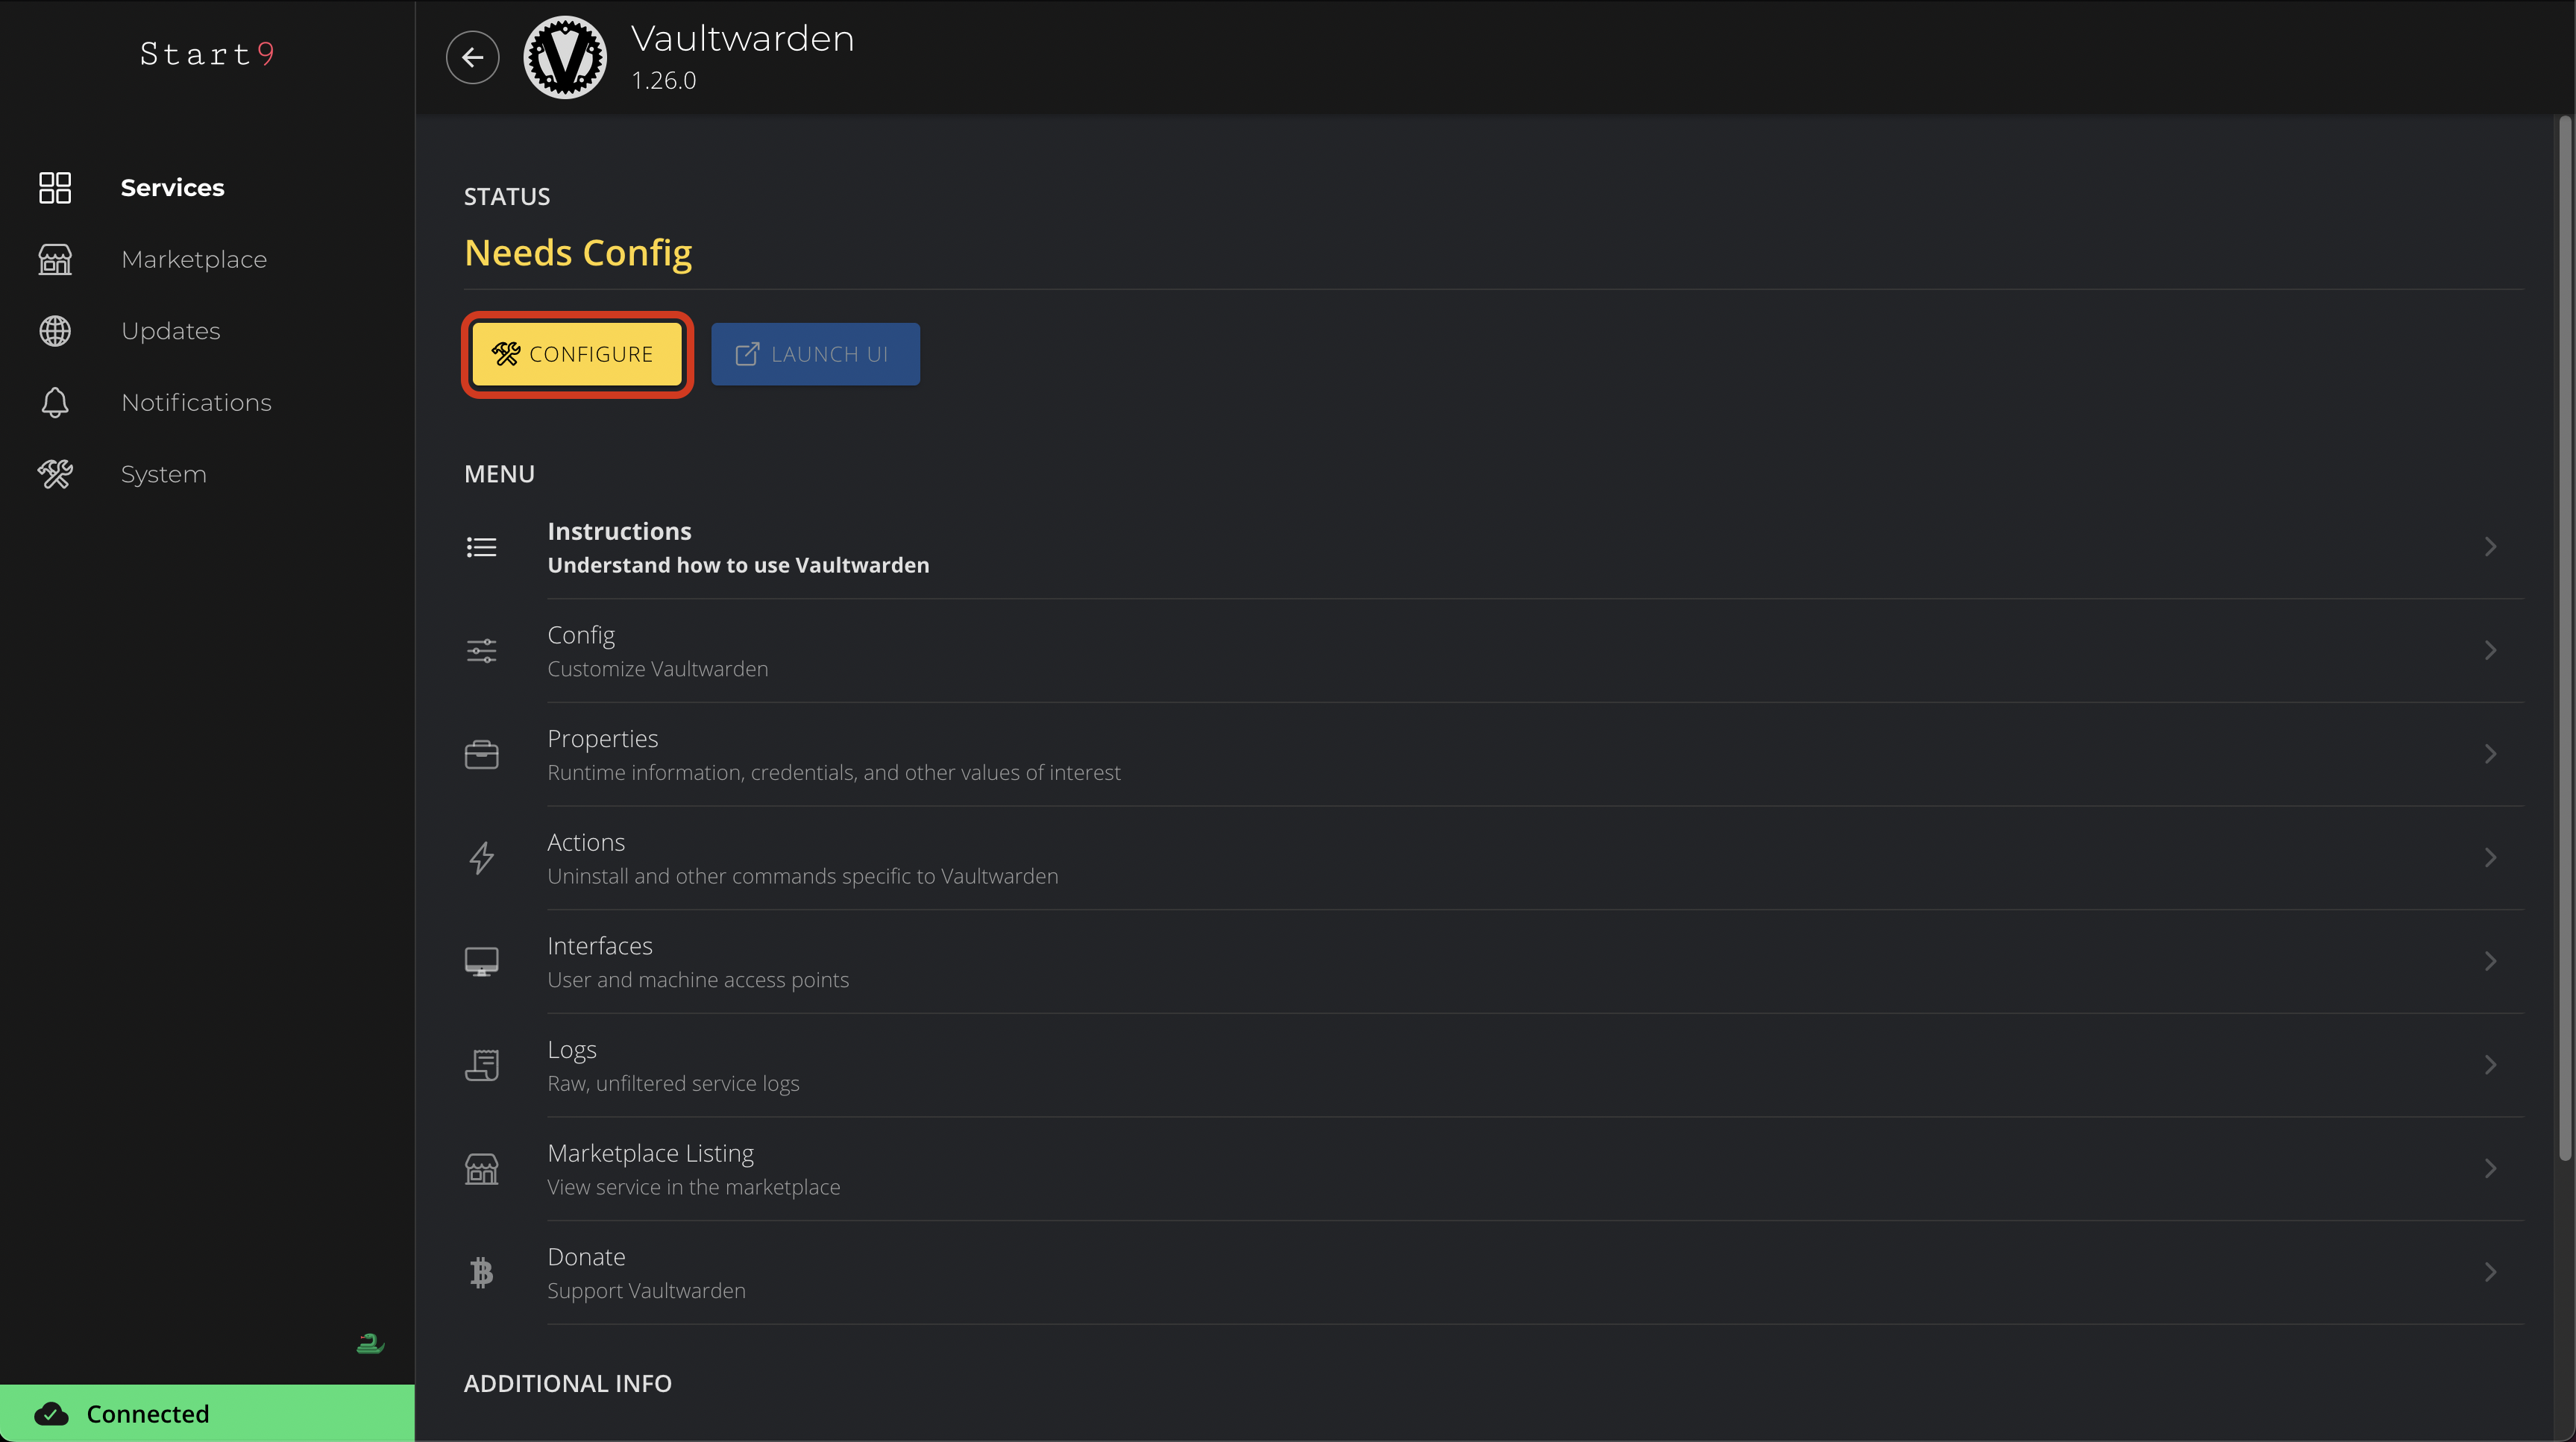 Start9
Services
Marketplace
Updates
Notifications
System
Connected
Vaultwarden
1.26.0
STATUS
Needs Config
CONFIGURE
LAUNCH UI
MENU
Instructions
Understand how to use Vaultwarden
Config
Customize Vaultwarden
Properties
Runtime information, credentials, and other values of interest
Actions
Uninstall and other commands specific to Vaultwarden
Interfaces
User and machine access points
Logs
Raw, unfiltered service logs
Marketplace Listing
View service in the marketplace
Donate
Support Vaultwarden
ADDITIONAL INFO